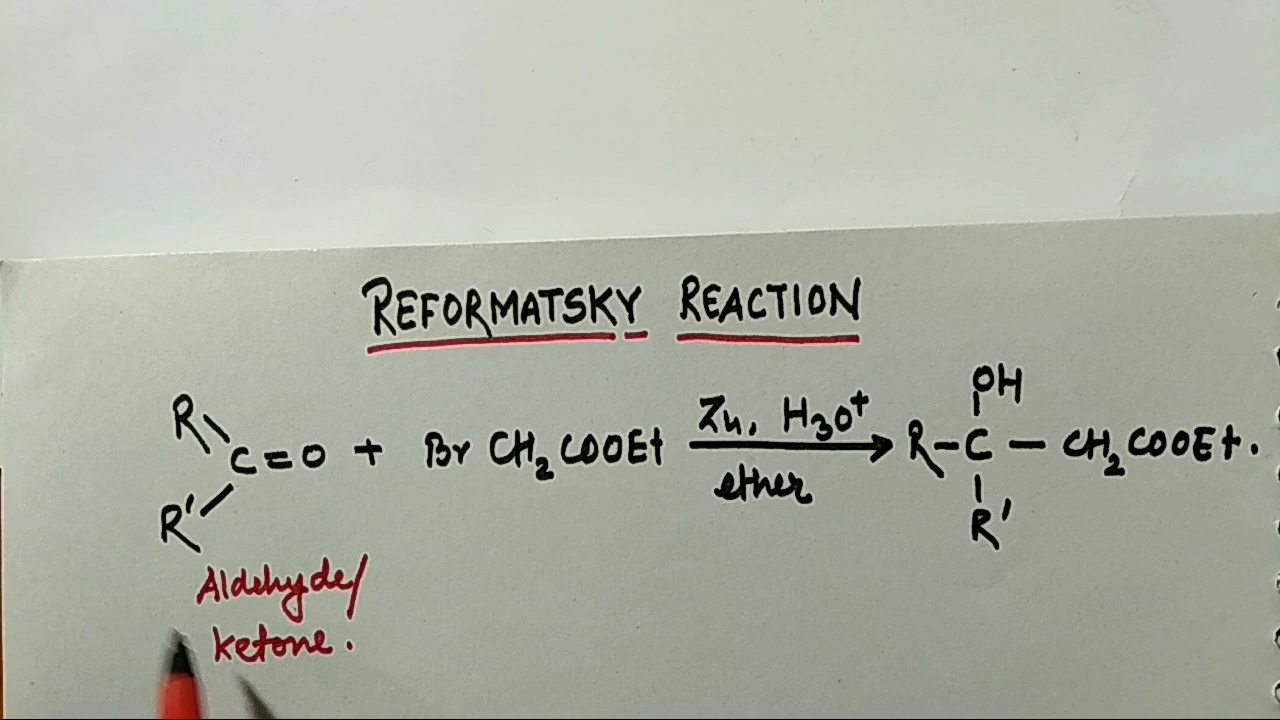 REFORMATSKY REACTION
OH
R
Zn, H3O+
C=O + Br CH2COOEt R-C-CH2COOEt.
ether
R' R'
Aldehyde/
ketone.